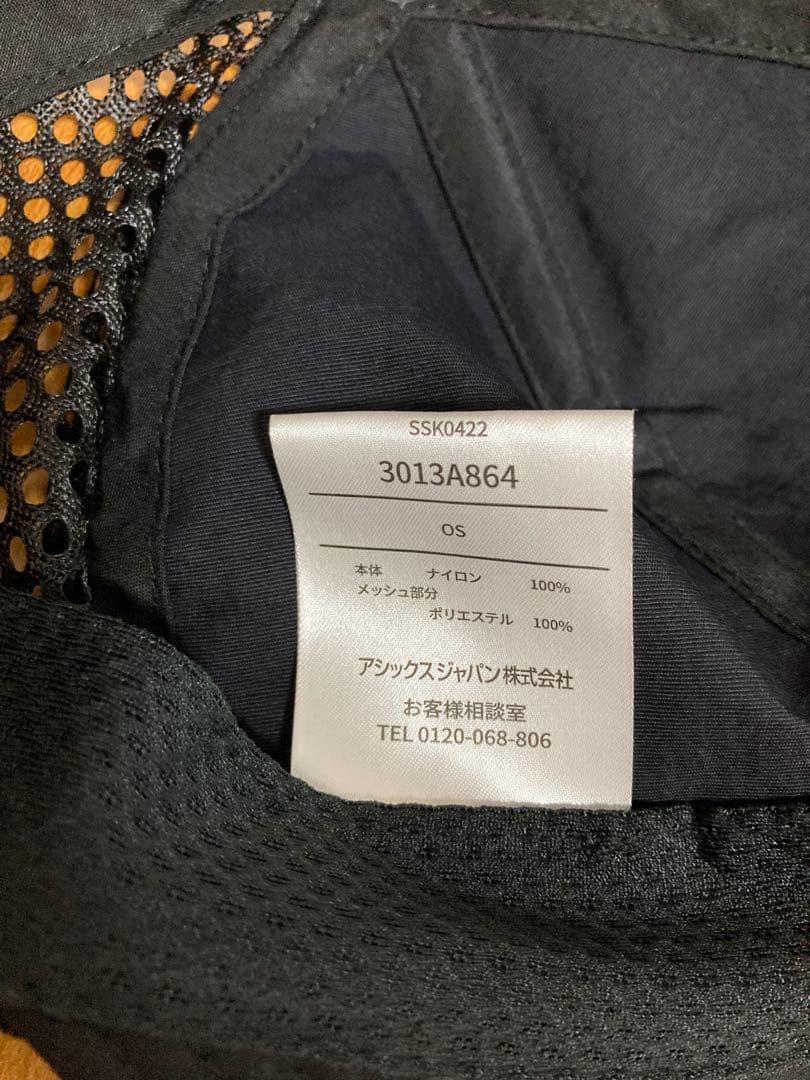 SSK0422
3013A864
OS
本体 ナイロン 100%
メッシュ部分
ポリエステル 100%
アシックスジャパン株式会社
お客様相談室
TEL 0120-068-806